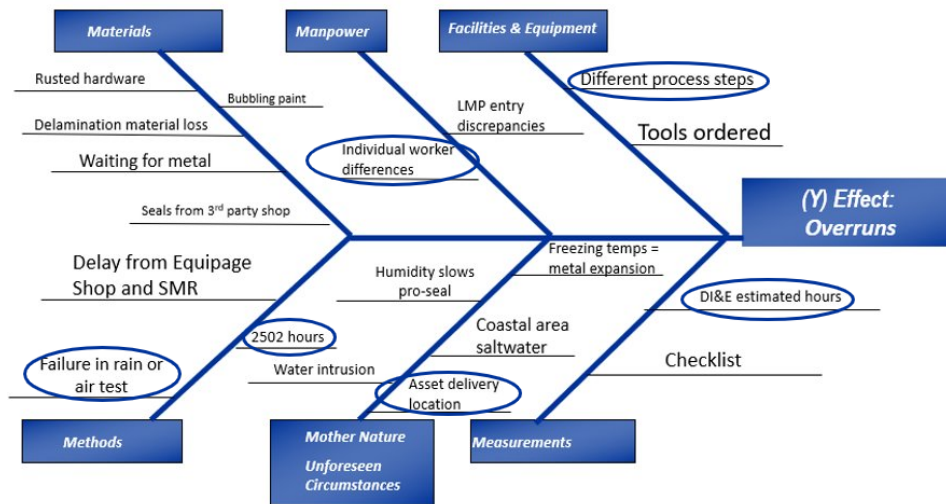 Materials
Manpower
Facilities & Equipment
Rusted hardware
Bubbling paint
Delamination material loss
Waiting for metal
Seals from 3rd party shop
LMP entry
discrepancies
Individual worker
differences
Different process steps
Tools ordered
(Y) Effect:
Overruns
Delay from Equipage
Shop and SMR
2502 hours
Failure in rain or
air test
Humidity slows
pro-seal
Freezing temps =
metal expansion
Coastal area
saltwater
Water intrusion
Asset delivery
location
DI&E estimated hours
Checklist
Methods
Mother Nature
Unforeseen
Circumstances
Measurements